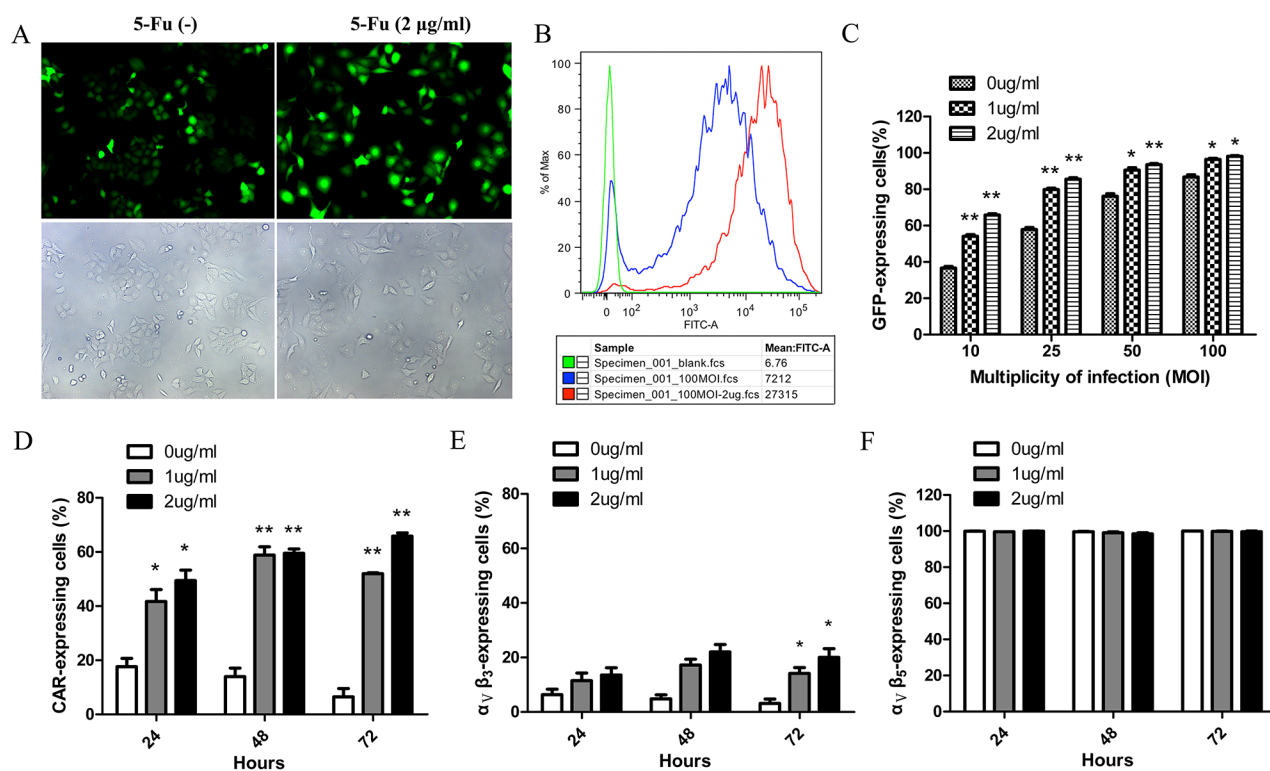 A
5-Fu (-)
5-Fu (2 μg/ml)
B
100
80
60
40
20
0
% of Max
0
10²
10³
10⁴
10⁵
FITC-A
Sample
Mean:FITC-A
Specimen_001_blank.fcs
6.76
Specimen_001_100MOI.fcs
7212
Specimen_001_100MOI-2ug.fcs
27315
C
0ug/ml
1ug/ml
2ug/ml
GFP-expressing cells(%)
120
100
80
60
40
20
0
**
**
**
**
*
**
*
*
10
25
50
100
Multiplicity of infection (MOI)
D
0ug/ml
1ug/ml
2ug/ml
CAR-expressing cells (%)
80
60
40
20
0
*
*
**
**
**
**
24
48
72
Hours
E
0ug/ml
1ug/ml
2ug/ml
αV β3-expressing cells (%)
80
60
40
20
0
*
*
24
48
72
Hours
F
0ug/ml
1ug/ml
2ug/ml
αV β5-expressing cells (%)
120
100
80
60
40
20
0
24
48
72
Hours